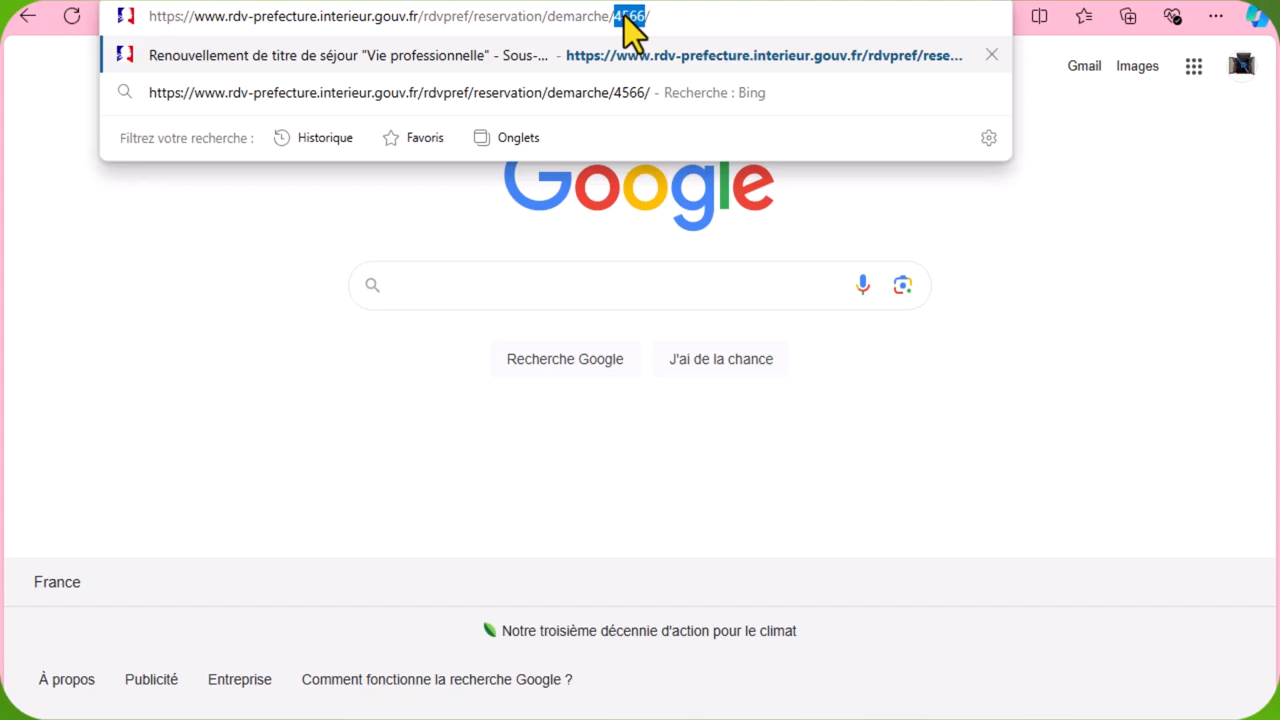 https://www.rdv-prefecture.interieur.gouv.fr/rdvpref/reservation/demarche/4566/
Renouvellement de titre de séjour "Vie professionnelle" - Sous-... - https://www.rdv-prefecture.interieur.gouv.fr/rdvpref/rese...
https://www.rdv-prefecture.interieur.gouv.fr/rdvpref/reservation/demarche/4566/ - Recherche : Bing
Filtrez votre recherche : Historique Favoris Onglets
Gmail Images
Google
Recherche Google J'ai de la chance
France
Notre troisième décennie d'action pour le climat
À propos Publicité Entreprise Comment fonctionne la recherche Google ?